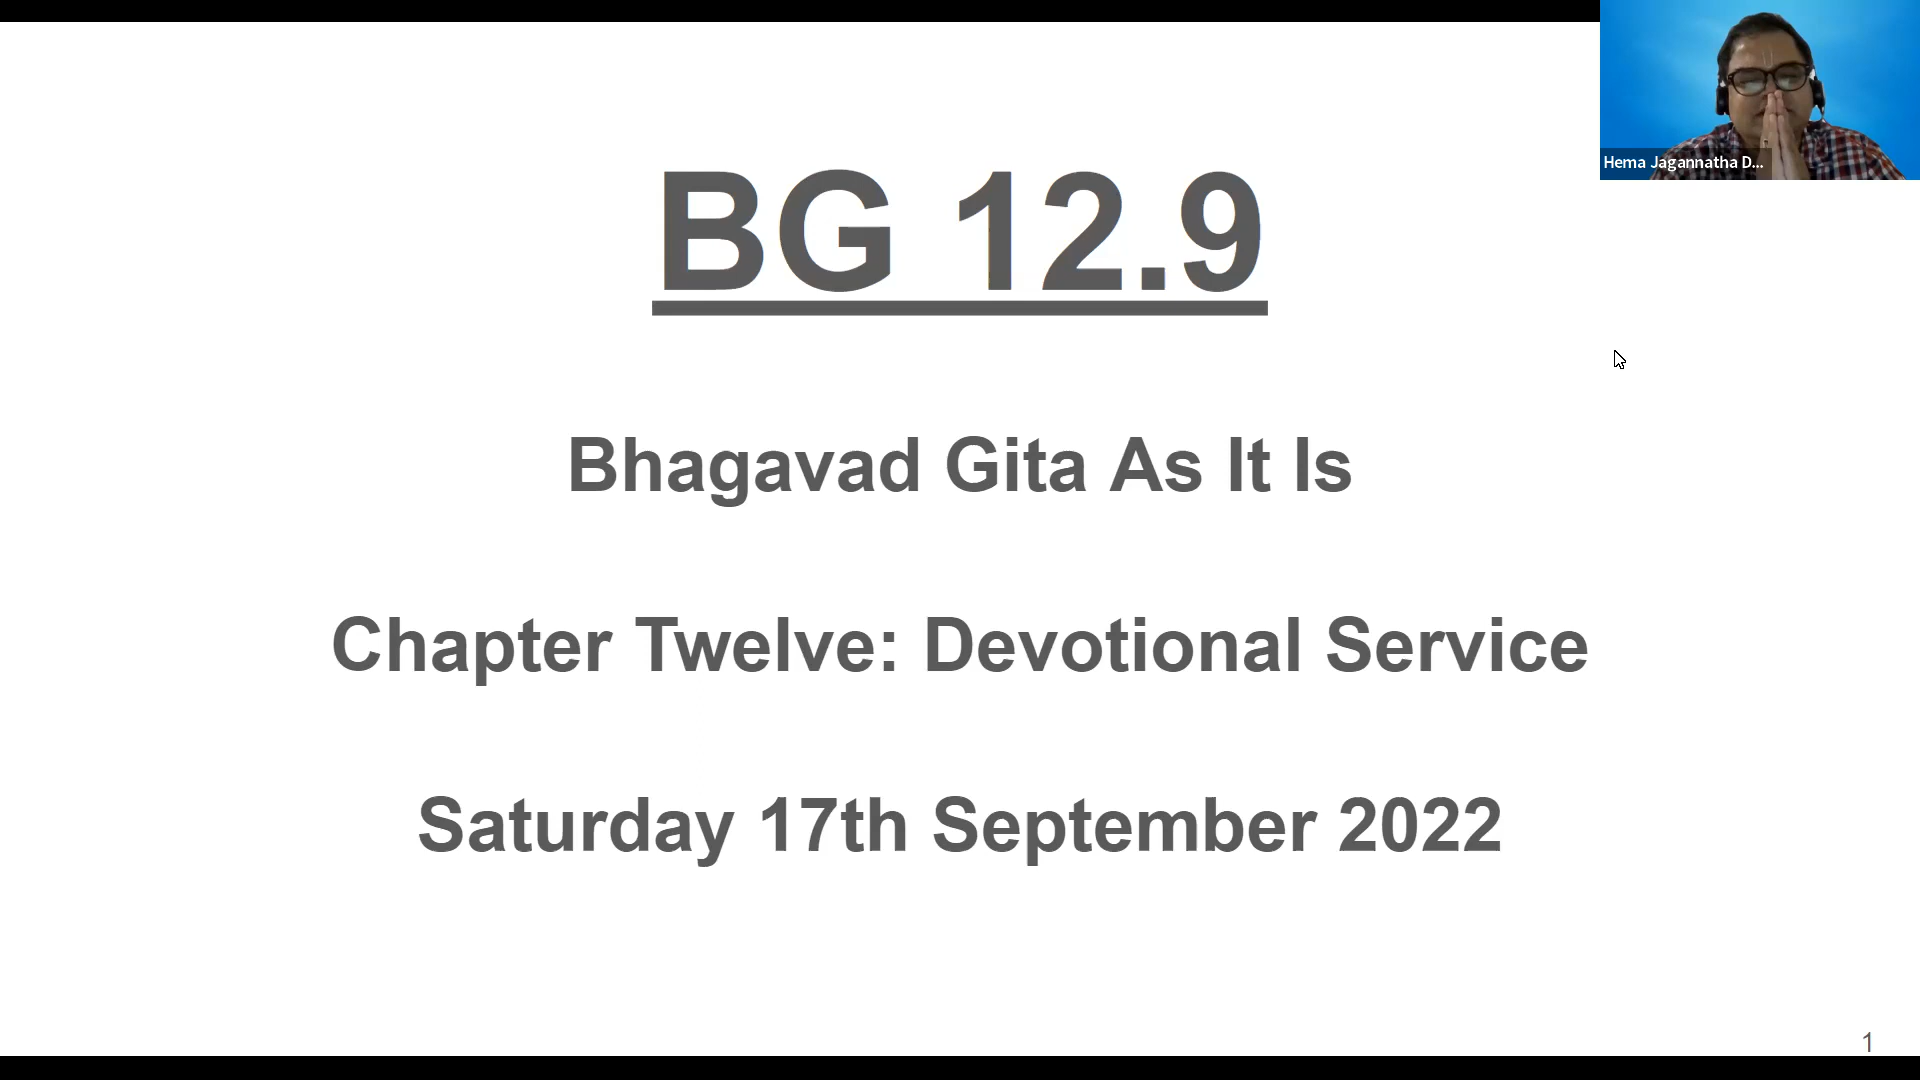 Hema Jagannatha D...
BG 12.9
Bhagavad Gita As It Is
Chapter Twelve: Devotional Service
Saturday 17th September 2022
1